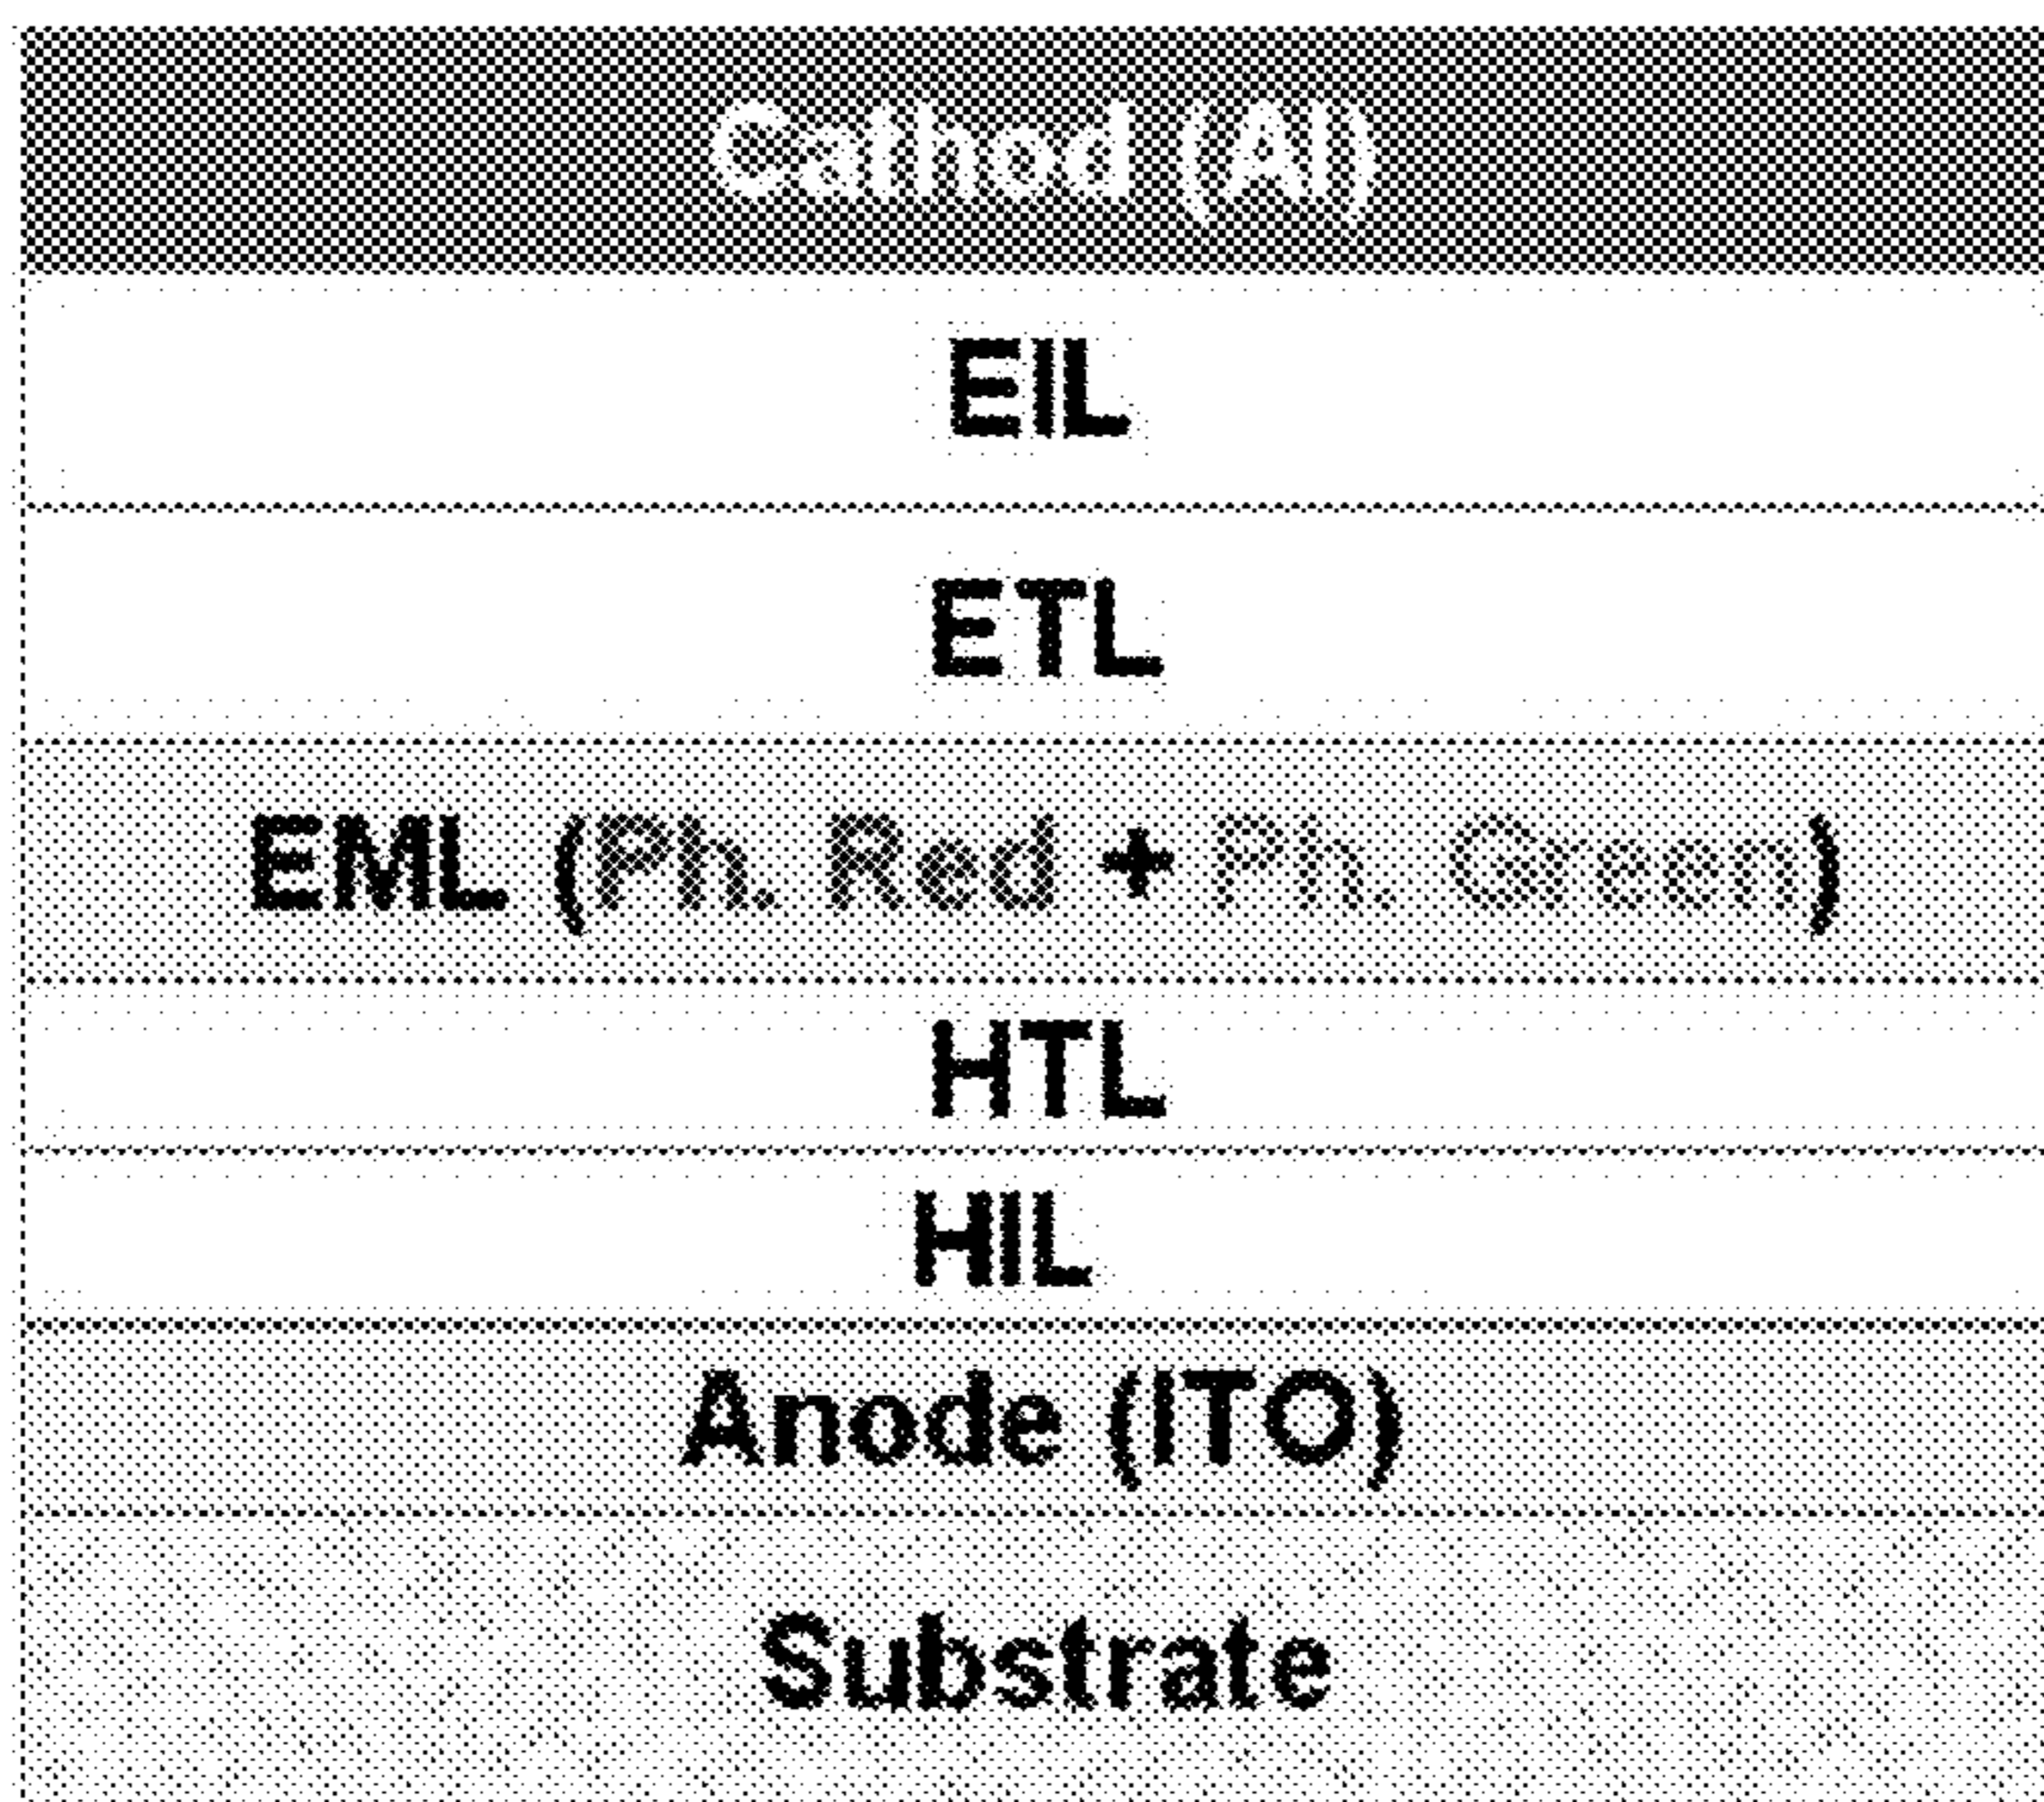 Cathod (Al)
EIL
ETL
EML (Ph. Red + Ph. Green)
HTL
HIL
Anode (ITO)
Substrate